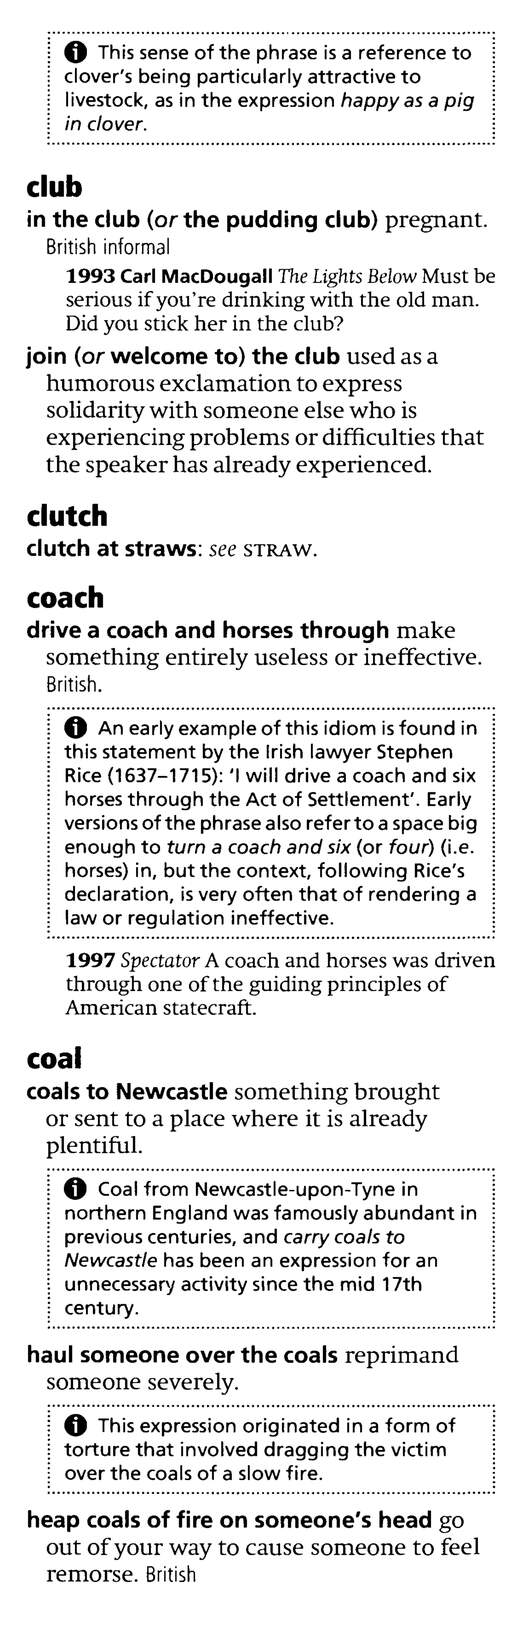 This sense of the phrase is a reference to
clover's being particularly attractive to
livestock, as in the expression happy as a pig
in clover.
club
in the club (or the pudding club) pregnant.
British informal
1993 Carl MacDougall The Lights Below Must be
serious if you're drinking with the old man.
Did you stick her in the club?
join (or welcome to) the club used as a
humorous exclamation to express
solidarity with someone else who is
experiencing problems or difficulties that
the speaker has already experienced.
clutch
clutch at straws: see STRAW.
coach
drive a coach and horses through make
something entirely useless or ineffective.
British.
An early example of this idiom is found in
this statement by the Irish lawyer Stephen
Rice (1637–1715): 'I will drive a coach and six
horses through the Act of Settlement'. Early
versions of the phrase also refer to a space big
enough to turn a coach and six (or four) (i.e.
horses) in, but the context, following Rice's
declaration, is very often that of rendering a
law or regulation ineffective.
1997 Spectator A coach and horses was driven
through one of the guiding principles of
American statecraft.
coal
coals to Newcastle something brought
or sent to a place where it is already
plentiful.
Coal from Newcastle-upon-Tyne in
northern England was famously abundant in
previous centuries, and carry coals to
Newcastle has been an expression for an
unnecessary activity since the mid 17th
century.
haul someone over the coals reprimand
someone severely.
This expression originated in a form of
torture that involved dragging the victim
over the coals of a slow fire.
heap coals of fire on someone's head go
out of your way to cause someone to feel
remorse. British